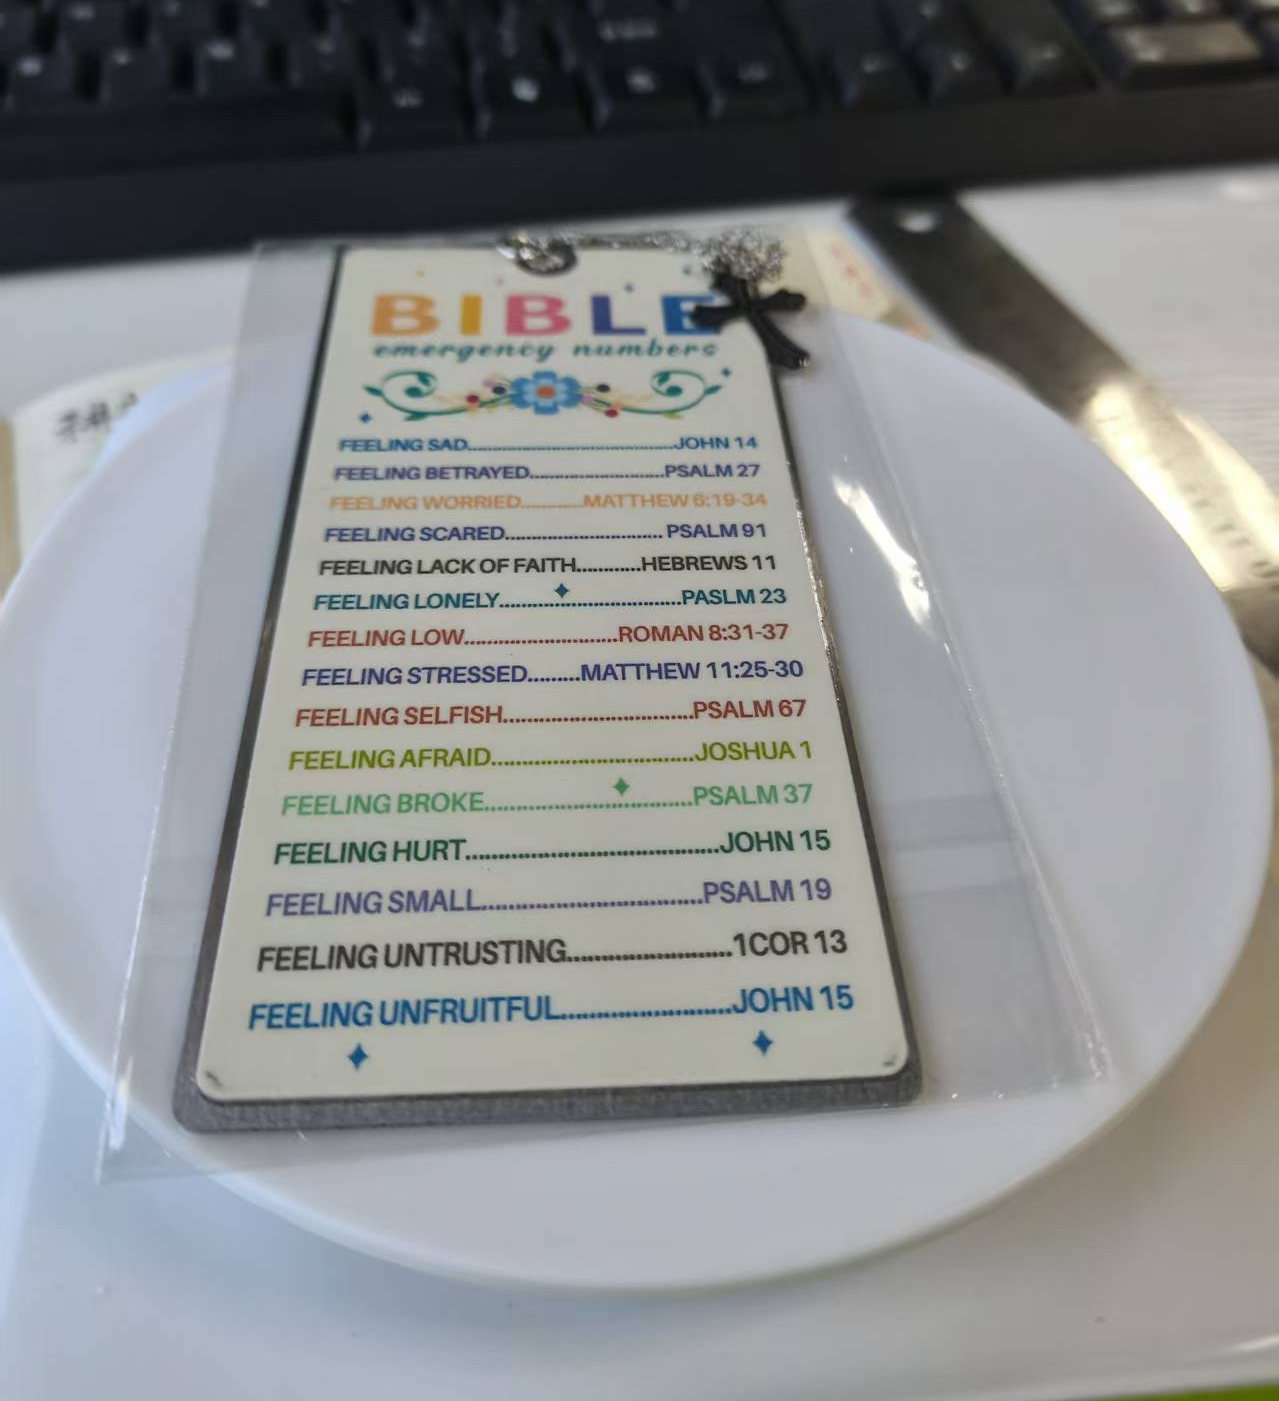 BIBLE
emergency numbers
FEELING SAD......................................JOHN 14
FEELING BETRAYED.........................PSALM 27
FEELING WORRIED............MATTHEW 6:19-34
FEELING SCARED............................... PSALM 91
FEELING LACK OF FAITH............HEBREWS 11
FEELING LONELY...................................PASLM 23
FEELING LOW.............................ROMAN 8:31-37
FEELING STRESSED.........MATTHEW 11:25-30
FEELING SELFISH...................................PSALM 67
FEELING AFRAID.....................................JOSHUA 1
FEELING BROKE.....................................PSALM 37
FEELING HURT.......................................JOHN 15
FEELING SMALL..................................PSALM 19
FEELING UNTRUSTING.........................1COR 13
FEELING UNFRUITFUL.........................JOHN 15